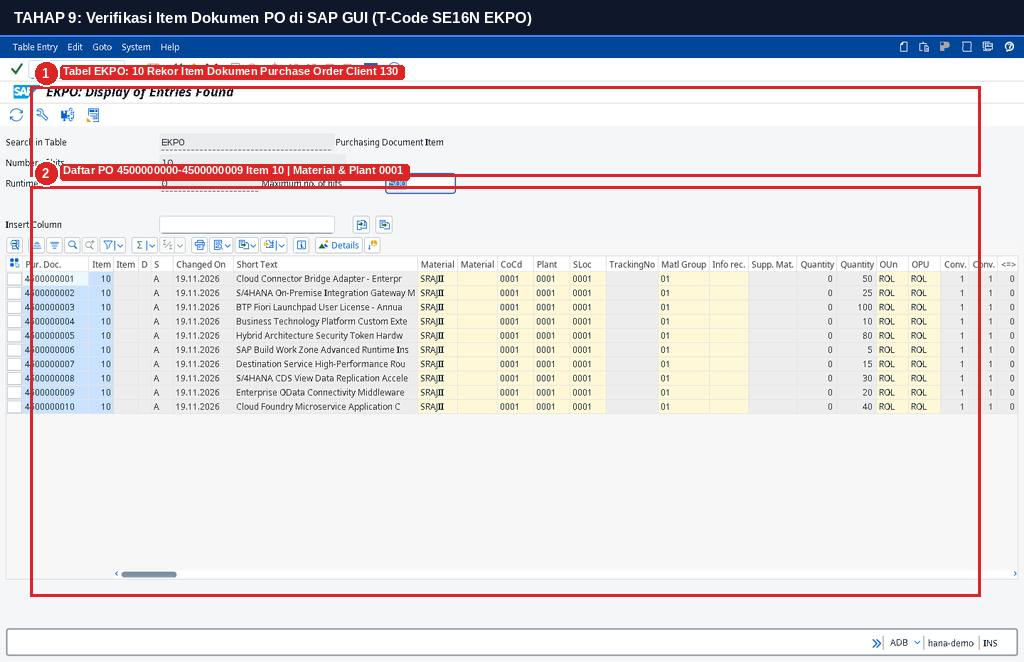 TAHAP 9: Verifikasi Item Dokumen PO di SAP GUI (T-Code SE16N EKPO)
Table Entry Edit Goto System Help
1 Tabel EKPO: 10 Rekor Item Dokumen Purchase Order Client 130
EKPO: Display of Entries Found
Search in Table EKPO Purchasing Document Item
Number hits 10
2 Daftar PO 4500000000-4500000009 Item 10 | Material & Plant 0001
Runtime 0 Maximum no. of hits 500
Insert Column
Details
Pur. Doc. Item Item D S Changed On Short Text Material Material CoCd Plant SLoc TrackingNo Matl Group Info rec. Supp. Mat. Quantity Quantity OUn OPU Conv. Conv. <=>
4500000001 10 A 19.11.2026 Cloud Connector Bridge Adapter - Enterpr 0001 0001 0001 01 0 50 ROL ROL 1 1 0
4500000002 10 A 19.11.2026 S/4HANA On-Premise Integration Gateway M 0001 0001 0001 01 0 25 ROL ROL 1 1 0
4500000003 10 A 19.11.2026 BTP Fiori Launchpad User License - Annua 0001 0001 0001 01 0 100 ROL ROL 1 1 0
4500000004 10 A 19.11.2026 Business Technology Platform Custom Exte 0001 0001 0001 01 0 10 ROL ROL 1 1 0
4500000005 10 A 19.11.2026 Hybrid Architecture Security Token Hardw 0001 0001 0001 01 0 80 ROL ROL 1 1 0
4500000006 10 A 19.11.2026 SAP Build Work Zone Advanced Runtime Ins 0001 0001 0001 01 0 5 ROL ROL 1 1 0
4500000007 10 A 19.11.2026 Destination Service High-Performance Rou 0001 0001 0001 01 0 15 ROL ROL 1 1 0
4500000008 10 A 19.11.2026 S/4HANA CDS View Data Replication Accele 0001 0001 0001 01 0 30 ROL ROL 1 1 0
4500000009 10 A 19.11.2026 Enterprise OData Connectivity Middleware 0001 0001 0001 01 0 20 ROL ROL 1 1 0
4500000010 10 A 19.11.2026 Cloud Foundry Microservice Application C 0001 0001 0001 01 0 40 ROL ROL 1 1 0
ADB hana-demo INS